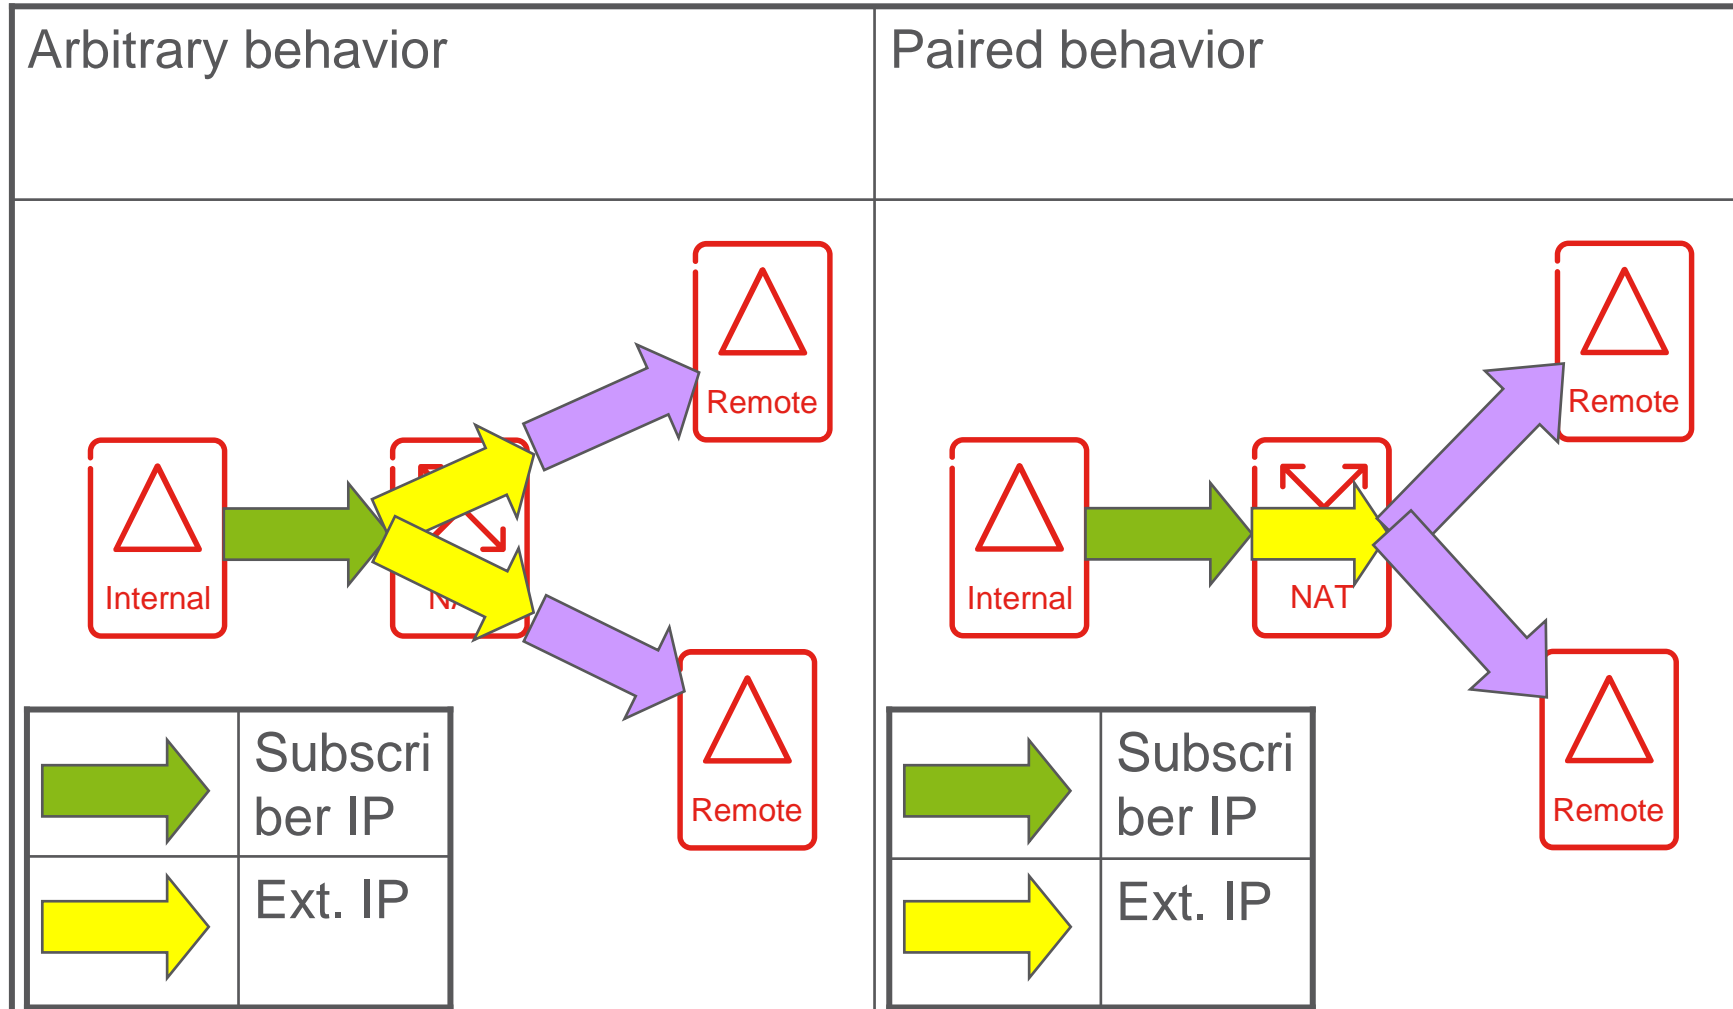 Arbitrary behavior
Paired behavior
Remote
Internal
Remote
Subscri
ber IP
Ext. IP
Remote
Internal
NAT
Remote
Subscri
ber IP
Ext. IP